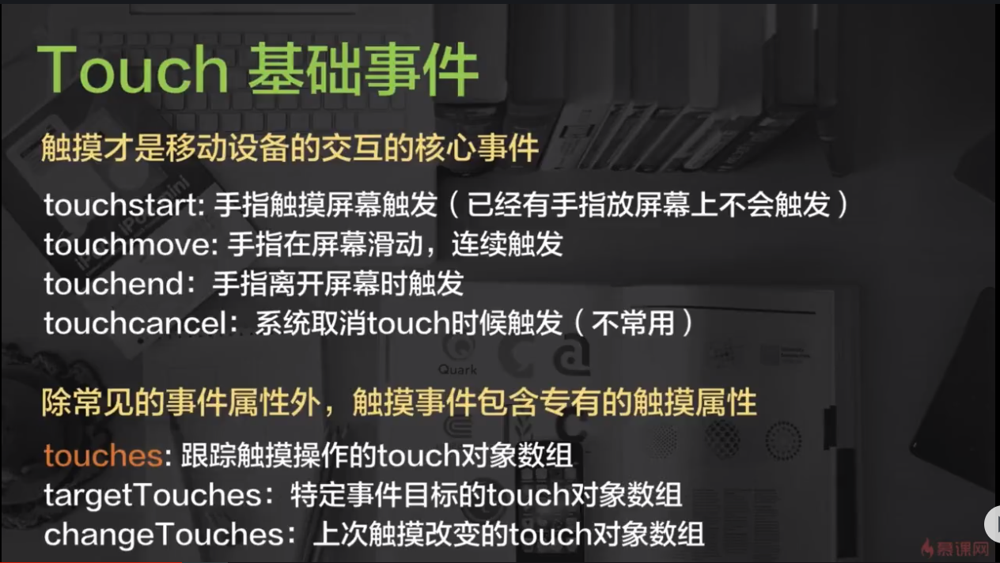 Touch 基础事件
触摸才是移动设备的交互的核心事件
touchstart: 手指触摸屏幕触发（已经有手指放屏幕上不会触发）
touchmove: 手指在屏幕滑动，连续触发
touchend：手指离开屏幕时触发
touchcancel：系统取消touch时候触发（不常用）
Quark
除常见的事件属性外，触摸事件包含专有的触摸属性
touches: 跟踪触摸操作的touch对象数组
targetTouches：特定事件目标的touch对象数组
changeTouches：上次触摸改变的touch对象数组
慕课网